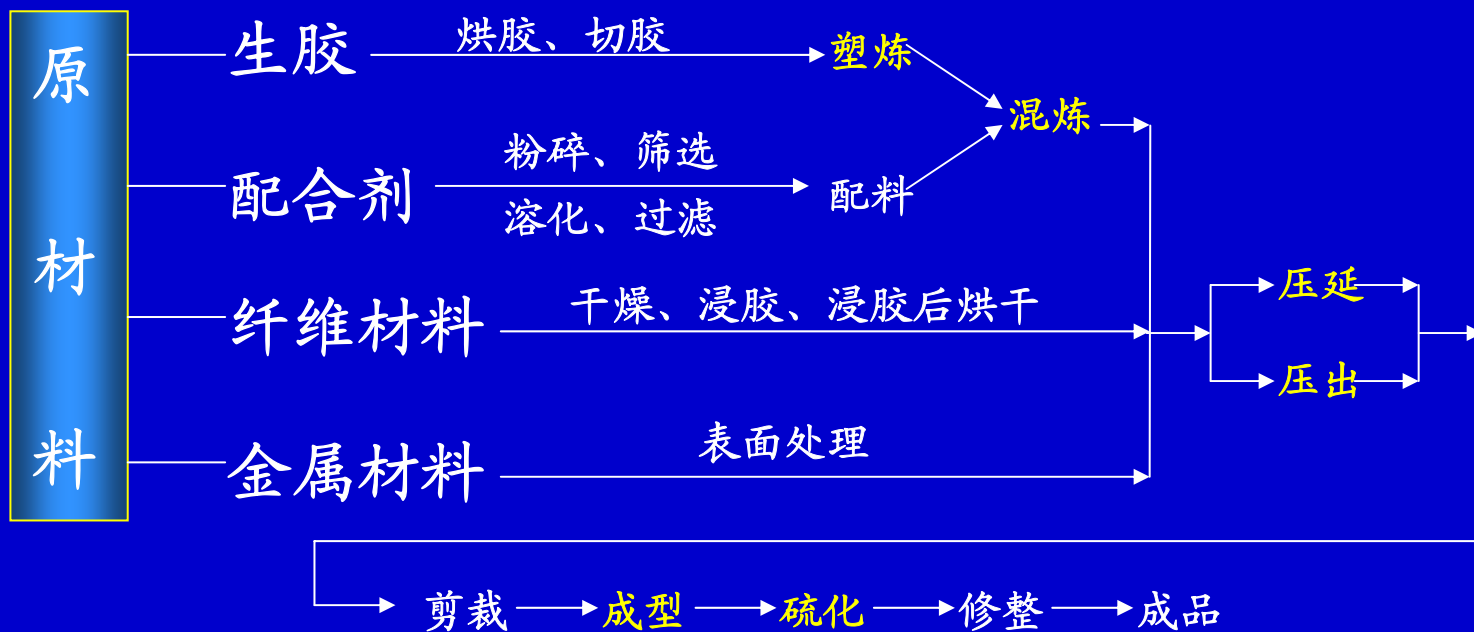 原材料
生胶
烘胶、切胶
塑炼
混炼
配合剂
粉碎、筛选
溶化、过滤
配料
纤维材料
干燥、浸胶、浸胶后烘干
压延
压出
金属材料
表面处理
剪裁
成型
硫化
修整
成品